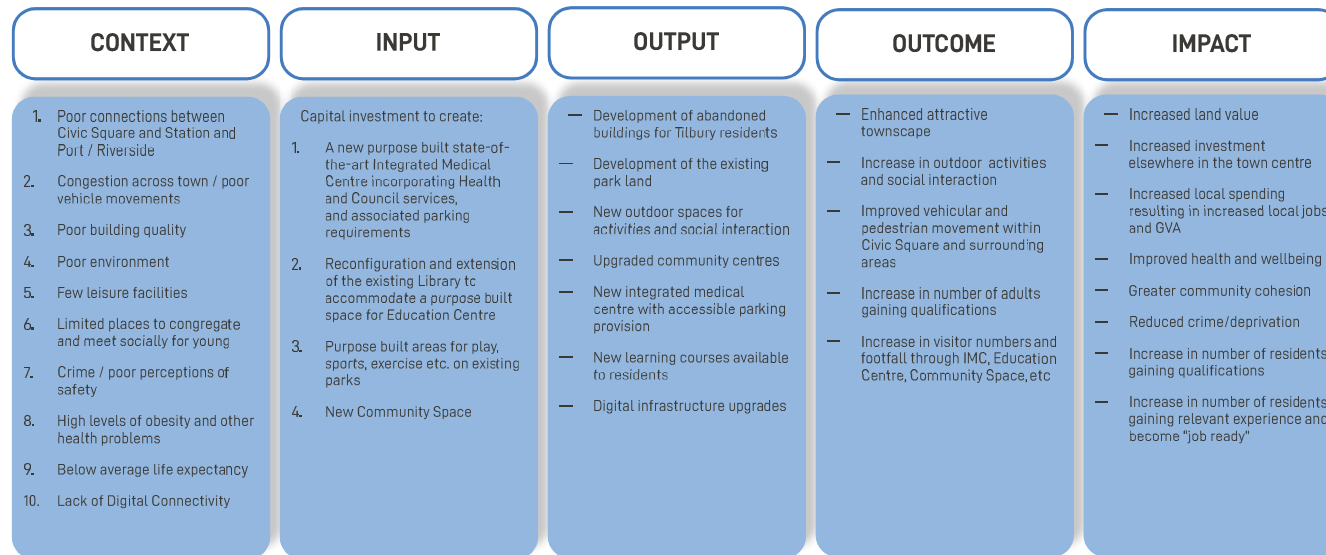 CONTEXT
1. Poor connections between
Civic Square and Station and
Port / Riverside
2. Congestion across town / poor
vehicle movements
3. Poor building quality
4. Poor environment
5. Few leisure facilities
6. Limited places to congregate
and meet socially for young
7. Crime / poor perceptions of
safety
8. High levels of obesity and other
health problems
9. Below average life expectancy
10. Lack of Digital Connectivity
INPUT
Capital investment to create:
1. A new purpose built state-of-
the-art Integrated Medical
Centre incorporating Health
and Council services,
and associated parking
requirements
2. Reconfiguration and extension
of the existing Library to
accommodate a purpose built
space for Education Centre
3. Purpose built areas for play,
sports, exercise etc. on existing
parks
4. New Community Space
OUTPUT
— Development of abandoned
buildings for Tilbury residents
— Development of the existing
park land
— New outdoor spaces for
activities and social interaction
— Upgraded community centres
— New integrated medical
centre with accessible parking
provision
— New learning courses available
to residents
— Digital infrastructure upgrades
OUTCOME
— Enhanced attractive
townscape
— Increase in outdoor activities
and social interaction
— Improved vehicular and
pedestrian movement within
Civic Square and surrounding
areas
— Increase in number of adults
gaining qualifications
— Increase in visitor numbers and
footfall through IMC, Education
Centre, Community Space, etc
IMPACT
— Increased land value
— Increased investment
elsewhere in the town centre
— Increased local spending
resulting in increased local jobs
and GVA
— Improved health and wellbeing
— Greater community cohesion
— Reduced crime/deprivation
— Increase in number of residents
gaining qualifications
— Increase in number of residents
gaining relevant experience and
become "job ready"